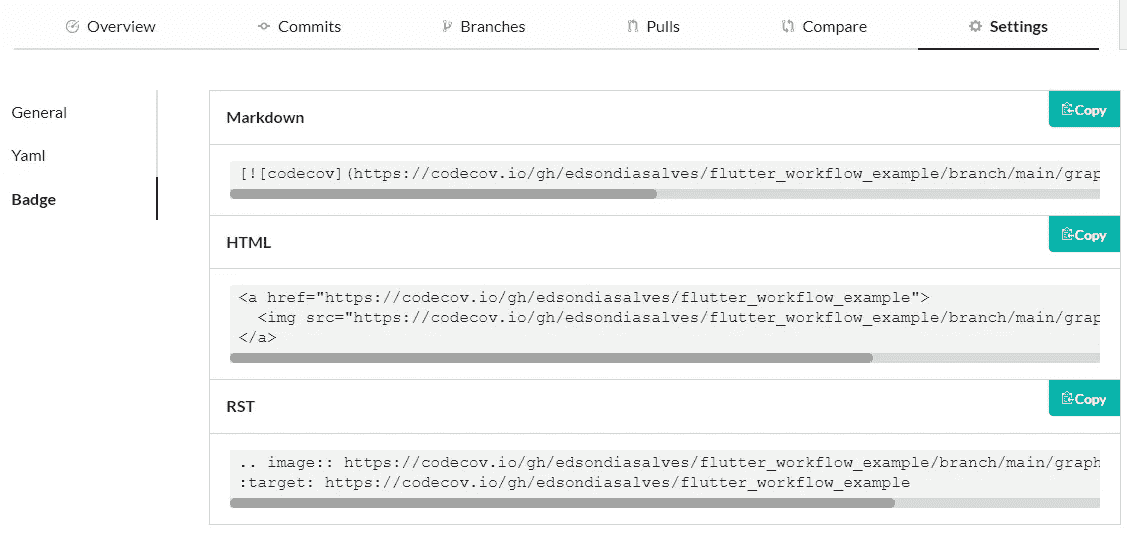 Overview Commits Branches Pulls Compare Settings
General
Yaml
Badge
Markdown
Copy
[![codecov](https://codecov.io/gh/edsondiasalves/flutter_workflow_example/branch/main/grap
HTML
Copy
<a href="https://codecov.io/gh/edsondiasalves/flutter_workflow_example">
<img src="https://codecov.io/gh/edsondiasalves/flutter_workflow_example/branch/main/grap
</a>
RST
Copy
.. image:: https://codecov.io/gh/edsondiasalves/flutter_workflow_example/branch/main/graph
:target: https://codecov.io/gh/edsondiasalves/flutter_workflow_example